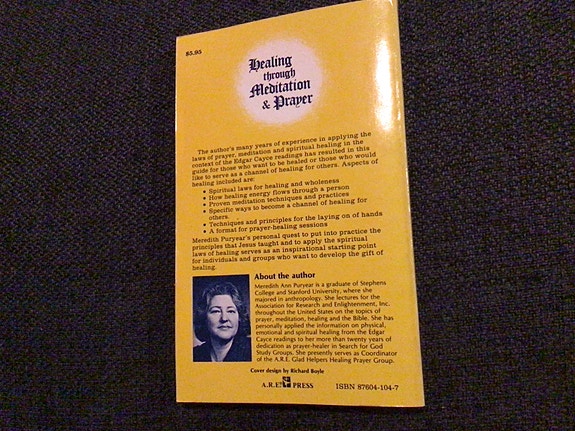 $5.95
Healing
through
Meditation
& Prayer
The author's many years of experience in applying the
laws of prayer, meditation and spiritual healing in the
context of the Edgar Cayce readings has resulted in this
guide for those who want to be healed or those who would
like to serve as a channel of healing for others. Aspects of
healing included are:
• Spiritual laws for healing and wholeness
• How healing energy flows through a person
• Proven meditation techniques and practices
• Specific ways to become a channel of healing for
others.
• Techniques and principles for the laying on of hands
• A format for prayer-healing sessions
Meredith Puryear's personal quest to put into practice the
principles that Jesus taught and to apply the spiritual
laws of healing serves as an inspirational starting point
for individuals and groups who want to develop the gift of
healing.
About the author
Meredith Ann Puryear is a graduate of Stephens
College and Stanford University, where she
majored in anthropology. She lectures for the
Association for Research and Enlightenment, Inc.
throughout the United States on the topics of
prayer, meditation, healing and the Bible. She has
personally applied the information on physical,
emotional and spiritual healing from the Edgar
Cayce readings to her more than twenty years of
dedication as prayer-healer in Search for God
Study Groups. She presently serves as Coordinator
of the A.R.E. Glad Helpers Healing Prayer Group.
Cover design by Richard Boyle
A.R.E. PRESS
ISBN 87604-104-7